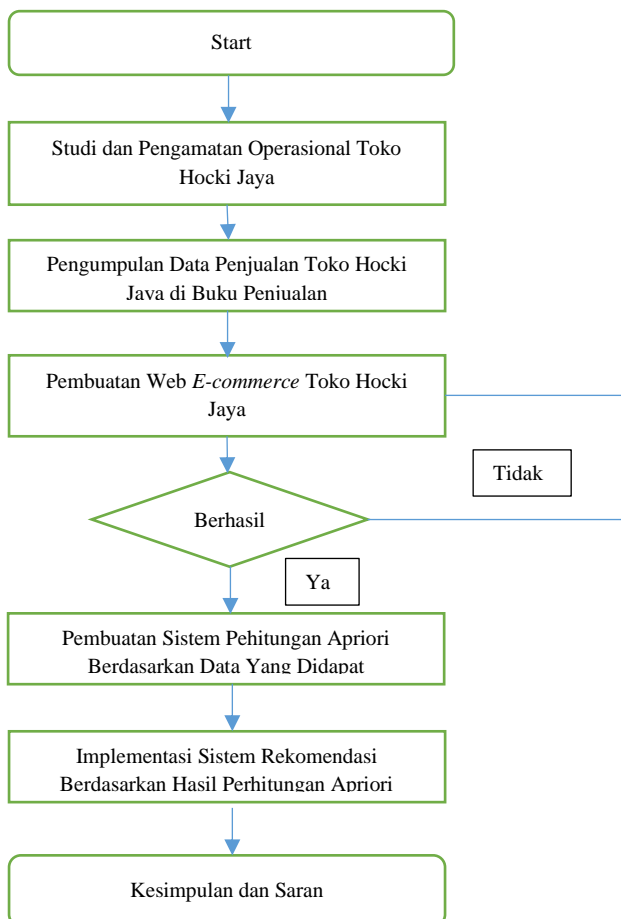 Start
Studi dan Pengamatan Operasional Toko
Hocki Jaya
Pengumpulan Data Penjualan Toko Hocki
Jaya di Buku Penjualan
Pembuatan Web E-commerce Toko Hocki
Jaya
Tidak
Berhasil
Ya
Pembuatan Sistem Pehitungan Apriori
Berdasarkan Data Yang Didapat
Implementasi Sistem Rekomendasi
Berdasarkan Hasil Perhitungan Apriori
Kesimpulan dan Saran